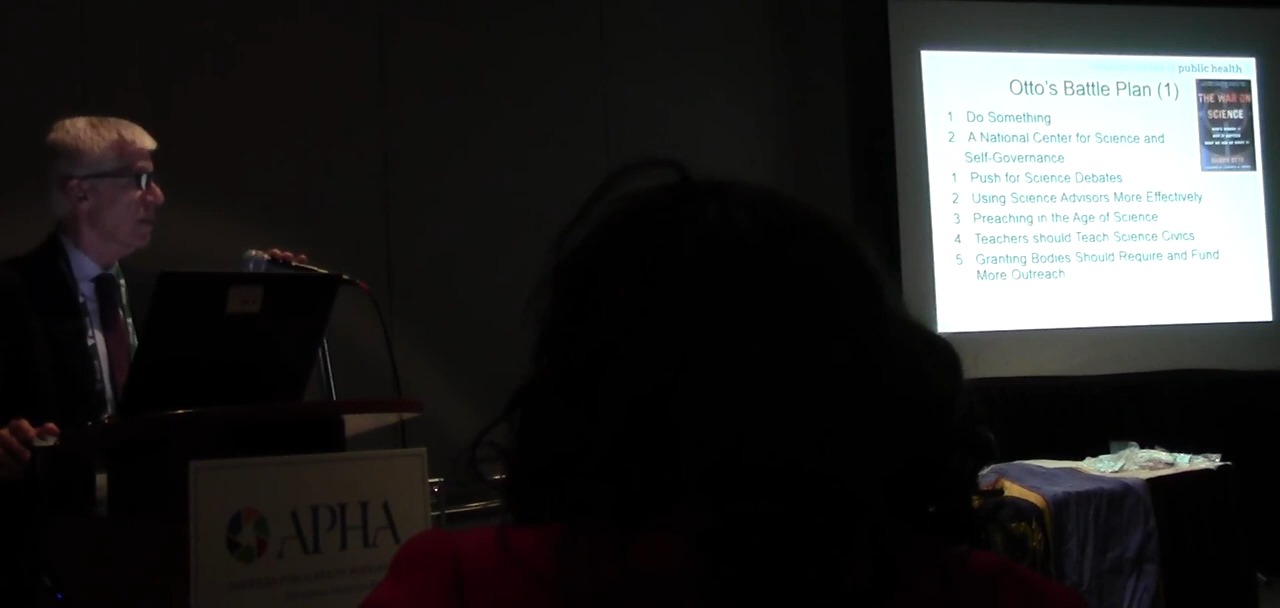 public health
Otto's Battle Plan (1)
THE WAR ON
SCIENCE
1 Do Something
2 A National Center for Science and
Self-Governance
1 Push for Science Debates
2 Using Science Advisors More Effectively
3 Preaching in the Age of Science
4 Teachers should Teach Science Civics
5 Granting Bodies Should Require and Fund
More Outreach
APHA